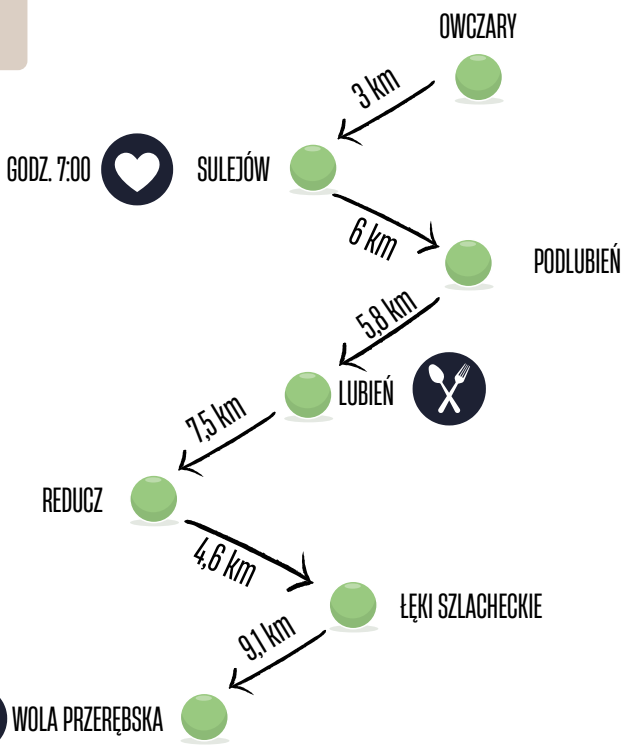 OWCZARY
3 km
GODZ. 7:00
SULEJÓW
6 km
PODLUBIEŃ
5,8 km
LUBIEŃ
7,5 km
REDUCZ
4,6 km
ŁĘKI SZLACHECKIE
9,1 km
WOLA PRZERĘBSKA